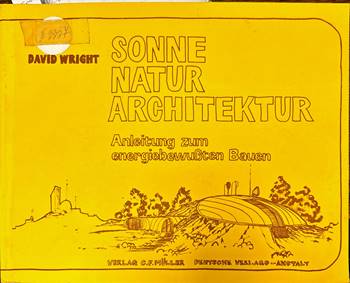 DAVID WRIGHT
SONNE
NATUR
ARCHITEKTUR
Anleitung zum
energiebewußten Bauen
VERLAG C.F. MÜLLER DEUTSCHE VERLAGS-ANSTALT